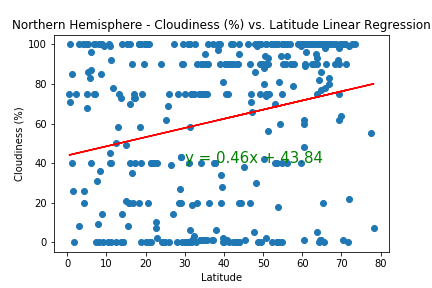 Northern Hemisphere - Cloudiness (%) vs. Latitude Linear Regression
100
80
60
40
20
0
Cloudiness (%)
y = 0.46x + 43.84
0 10 20 30 40 50 60 70 80
Latitude